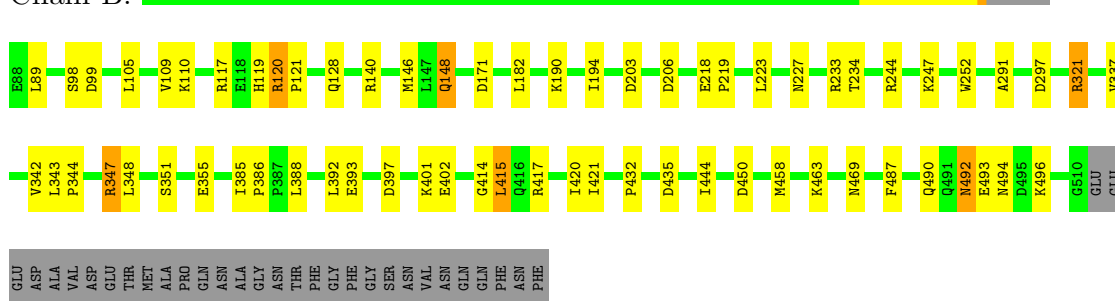 E88 L89 S98 D99 L105 V109 K110 R117 E118 H119 R120 P121 Q128 R140 M146 L147 Q148 D171 L182 K190 I194 D203 D206 E218 P219 L223 N227 R233 T234 R244 K247 W252 A291 D297 R321
V342 L343 P344 R347 L348 S351 E355 I385 P386 P387 L388 L392 E393 D397 K401 E402 G414 L415 Q416 R417 I420 I421 P432 D435 I444 D450 M458 K463 N469 F487 Q490 Q491 N492 E493 N494 D495 K496 G510 GLU GLU
GLU ASP ALA VAL ASP GLU THR MET ALA PRO GLN ASN ALA GLY ASN THR PHE GLY PHE GLY SER ASN VAL ASN GLN GLN PHE ASN PHE